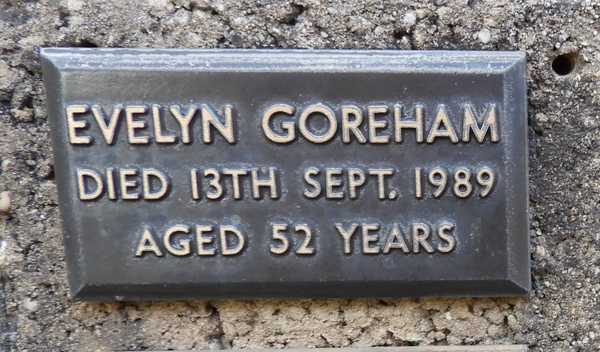 EVELYN GOREHAM
DIED 13TH SEPT. 1989
AGED 52 YEARS